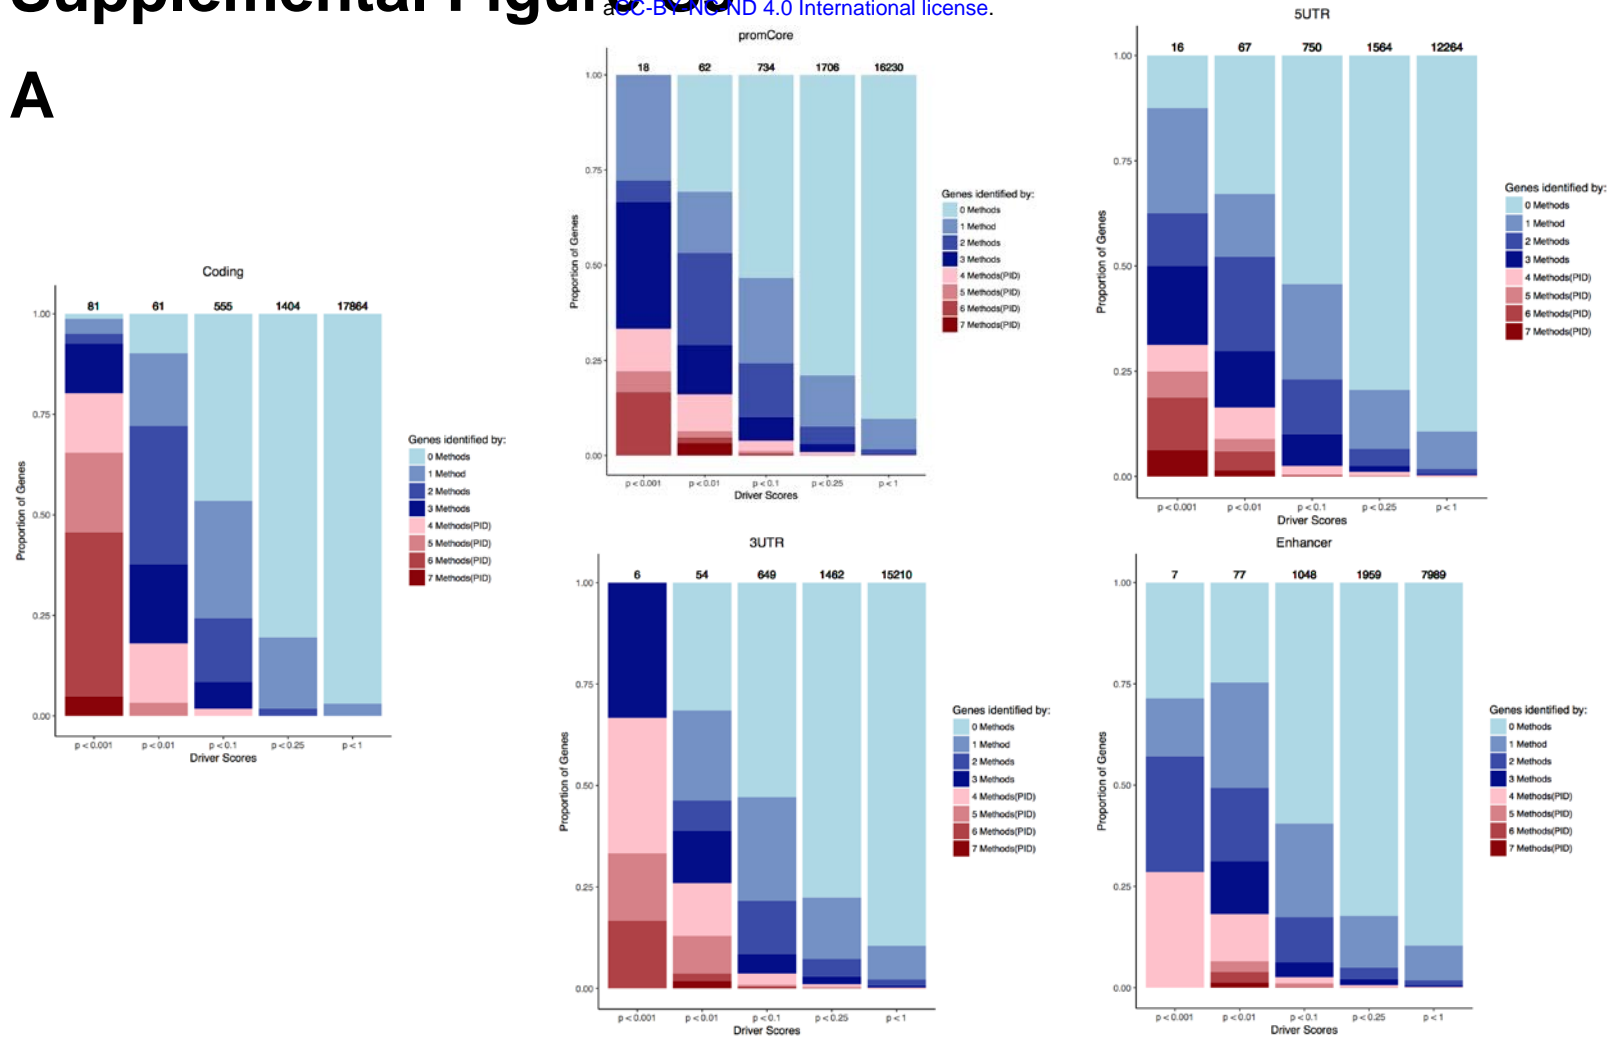 Supplemental Figure S3
aCC-BY-NC-ND 4.0 International license.
A
Coding
81 61 555 1404 17864
1.00
0.75
0.50
0.25
0.00
Proportion of Genes
p < 0.001 p < 0.01 p < 0.1 p < 0.25 p < 1
Driver Scores
Genes identified by:
0 Methods
1 Method
2 Methods
3 Methods
4 Methods(PID)
5 Methods(PID)
6 Methods(PID)
7 Methods(PID)
promCore
18 62 734 1706 16230
1.00
0.75
0.50
0.25
0.00
Proportion of Genes
p < 0.001 p < 0.01 p < 0.1 p < 0.25 p < 1
Driver Scores
Genes identified by:
0 Methods
1 Method
2 Methods
3 Methods
4 Methods(PID)
5 Methods(PID)
6 Methods(PID)
7 Methods(PID)
5UTR
16 67 750 1564 12264
1.00
0.75
0.50
0.25
0.00
Proportion of Genes
p < 0.001 p < 0.01 p < 0.1 p < 0.25 p < 1
Driver Scores
Genes identified by:
0 Methods
1 Method
2 Methods
3 Methods
4 Methods(PID)
5 Methods(PID)
6 Methods(PID)
7 Methods(PID)
3UTR
6 54 649 1462 15210
1.00
0.75
0.50
0.25
0.00
Proportion of Genes
p < 0.001 p < 0.01 p < 0.1 p < 0.25 p < 1
Driver Scores
Genes identified by:
0 Methods
1 Method
2 Methods
3 Methods
4 Methods(PID)
5 Methods(PID)
6 Methods(PID)
7 Methods(PID)
Enhancer
7 77 1048 1959 7989
1.00
0.75
0.50
0.25
0.00
Proportion of Genes
p < 0.001 p < 0.01 p < 0.1 p < 0.25 p < 1
Driver Scores
Genes identified by:
0 Methods
1 Method
2 Methods
3 Methods
4 Methods(PID)
5 Methods(PID)
6 Methods(PID)
7 Methods(PID)